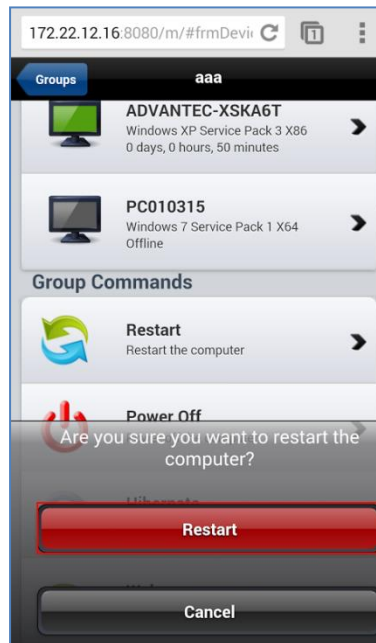 172.22.12.16:8080/m/#frmDevi
1
Groups
aaa
ADVANTEC-XSKA6T
Windows XP Service Pack 3 X86
0 days, 0 hours, 50 minutes
PC010315
Windows 7 Service Pack 1 X64
Offline
Group Commands
Restart
Restart the computer
Power Off
Are you sure you want to restart the
computer?
Hibernate
Restart
Cancel